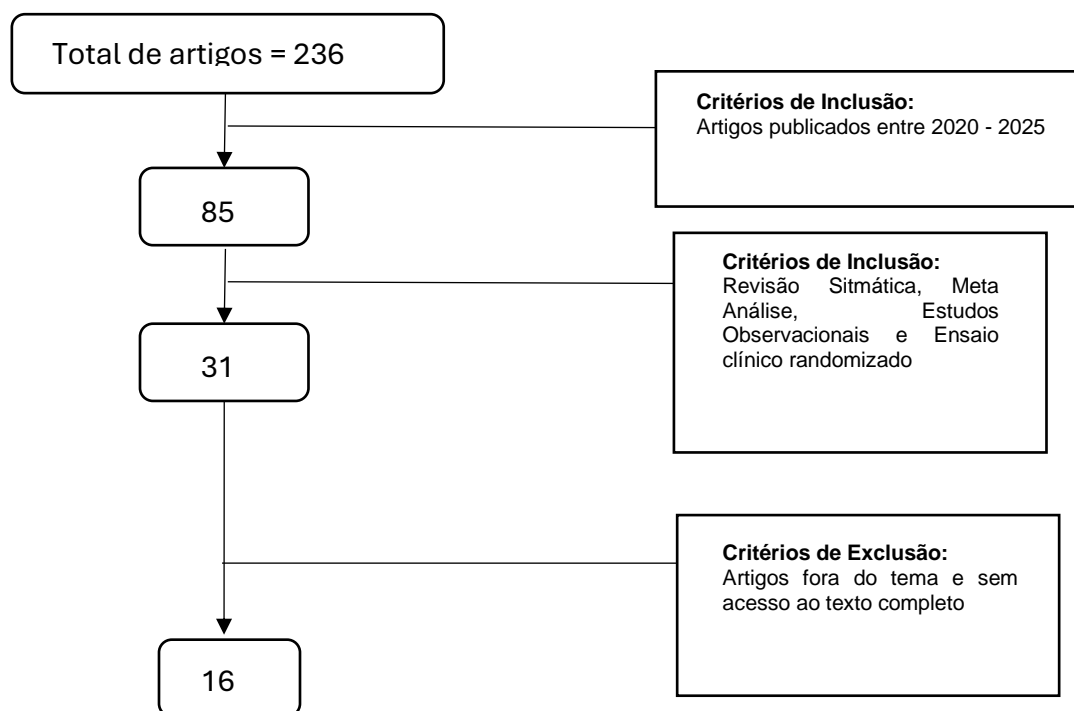 Total de artigos = 236
Critérios de Inclusão:
Artigos publicados entre 2020 - 2025
85
Critérios de Inclusão:
Revisão Sitmática, Meta
Análise, Estudos
Observacionais e Ensaio
clínico randomizado
31
Critérios de Exclusão:
Artigos fora do tema e sem
acesso ao texto completo
16